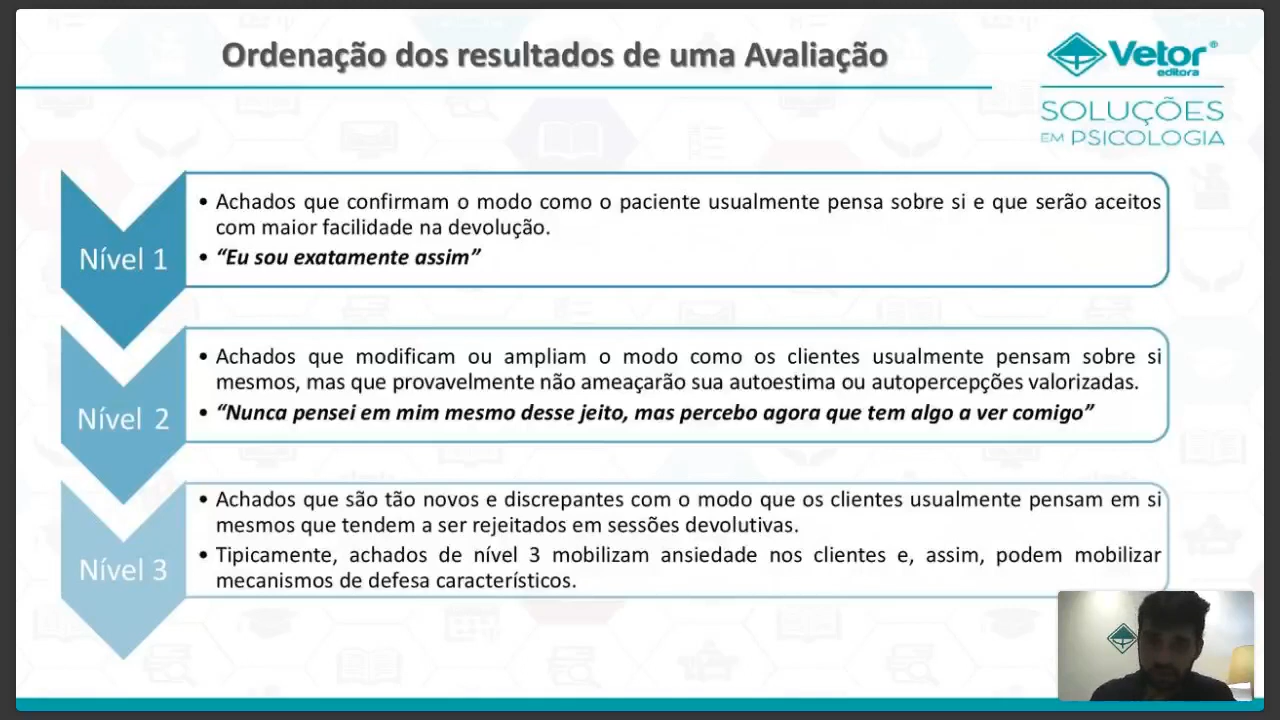 Ordenação dos resultados de uma Avaliação
Vetor®
editora
SOLUÇÕES
EM PSICOLOGIA
Nível 1
• Achados que confirmam o modo como o paciente usualmente pensa sobre si e que serão aceitos
com maior facilidade na devolução.
• “Eu sou exatamente assim”
Nível 2
• Achados que modificam ou ampliam o modo como os clientes usualmente pensam sobre si
mesmos, mas que provavelmente não ameaçarão sua autoestima ou autopercepções valorizadas.
• “Nunca pensei em mim mesmo desse jeito, mas percebo agora que tem algo a ver comigo”
Nível 3
• Achados que são tão novos e discrepantes com o modo que os clientes usualmente pensam em si
mesmos que tendem a ser rejeitados em sessões devolutivas.
• Tipicamente, achados de nível 3 mobilizam ansiedade nos clientes e, assim, podem mobilizar
mecanismos de defesa característicos.